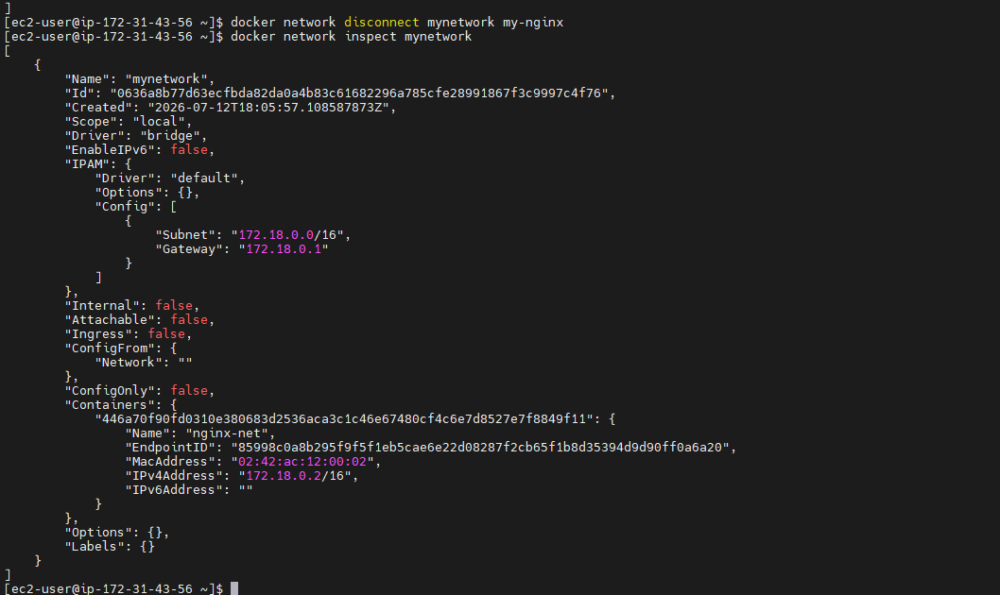 ]
[ec2-user@ip-172-31-43-56 ~]$ docker network disconnect mynetwork my-nginx
[ec2-user@ip-172-31-43-56 ~]$ docker network inspect mynetwork
[
    {
        "Name": "mynetwork",
        "Id": "0636a8b77d63ecfbda82da0a4b83c61682296a785cfe28991867f3c9997c4f76",
        "Created": "2026-07-12T18:05:57.108587873Z",
        "Scope": "local",
        "Driver": "bridge",
        "EnableIPv6": false,
        "IPAM": {
            "Driver": "default",
            "Options": {},
            "Config": [
                {
                    "Subnet": "172.18.0.0/16",
                    "Gateway": "172.18.0.1"
                }
            ]
        },
        "Internal": false,
        "Attachable": false,
        "Ingress": false,
        "ConfigFrom": {
            "Network": ""
        },
        "ConfigOnly": false,
        "Containers": {
            "446a70f90fd0310e380683d2536aca3c1c46e67480cf4c6e7d8527e7f8849f11": {
                "Name": "nginx-net",
                "EndpointID": "85998c0a8b295f9f5f1eb5cae6e22d08287f2cb65f1b8d35394d9d90ff0a6a20",
                "MacAddress": "02:42:ac:12:00:02",
                "IPv4Address": "172.18.0.2/16",
                "IPv6Address": ""
            }
        },
        "Options": {},
        "Labels": {}
    }
]
[ec2-user@ip-172-31-43-56 ~]$